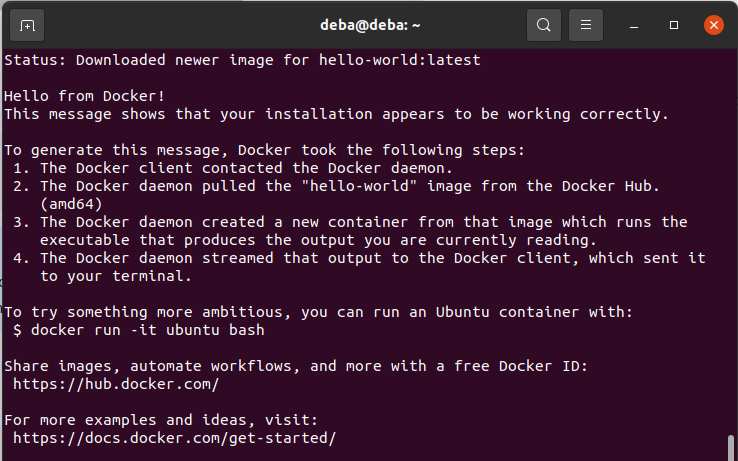 deba@deba: ~
Status: Downloaded newer image for hello-world:latest
Hello from Docker!
This message shows that your installation appears to be working correctly.
To generate this message, Docker took the following steps:
1. The Docker client contacted the Docker daemon.
2. The Docker daemon pulled the "hello-world" image from the Docker Hub.
(amd64)
3. The Docker daemon created a new container from that image which runs the
executable that produces the output you are currently reading.
4. The Docker daemon streamed that output to the Docker client, which sent it
to your terminal.
To try something more ambitious, you can run an Ubuntu container with:
$ docker run -it ubuntu bash
Share images, automate workflows, and more with a free Docker ID:
https://hub.docker.com/
For more examples and ideas, visit:
https://docs.docker.com/get-started/